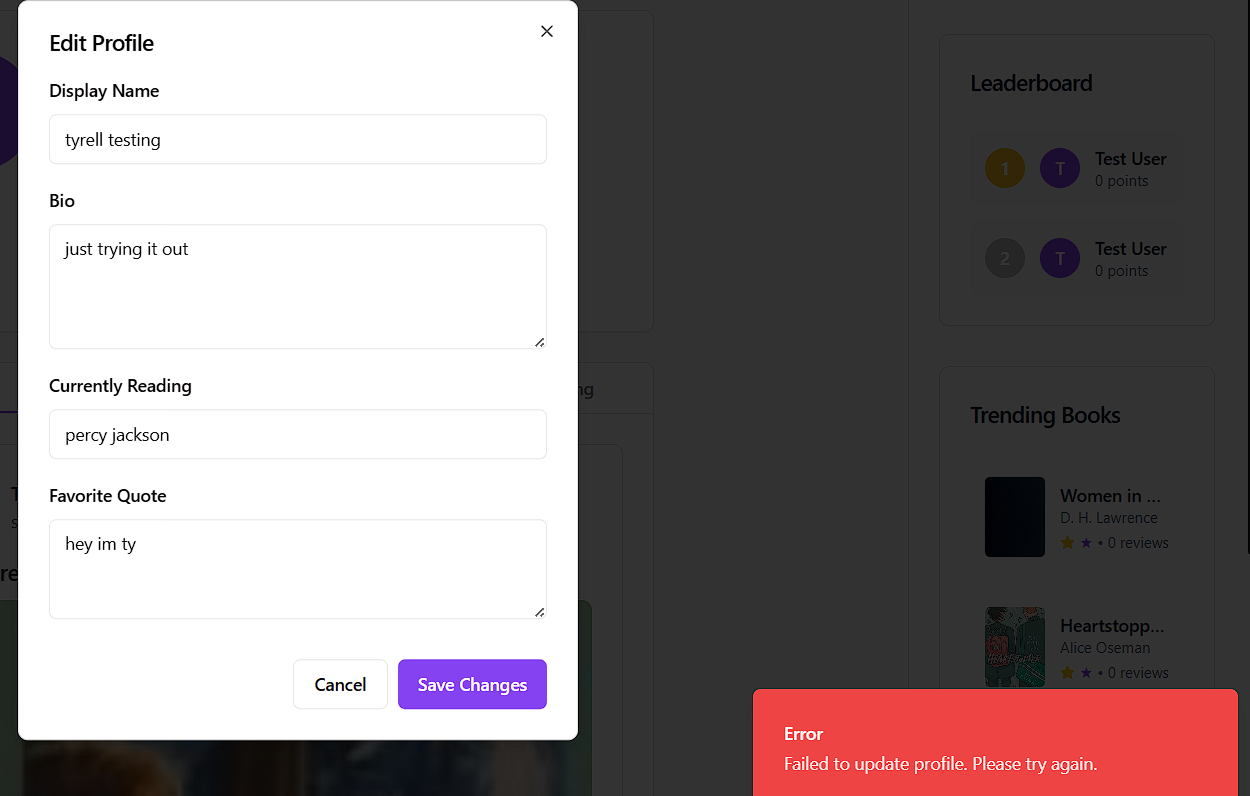 Edit Profile
Display Name
tyrell testing
Bio
just trying it out
Currently Reading
percy jackson
Favorite Quote
hey im ty
Cancel
Save Changes
Leaderboard
1
T
Test User
0 points
2
T
Test User
0 points
Trending Books
Women in ...
D. H. Lawrence
• 0 reviews
Heartstopp...
Alice Oseman
• 0 reviews
HEARTSTOPPER
Error
Failed to update profile. Please try again.